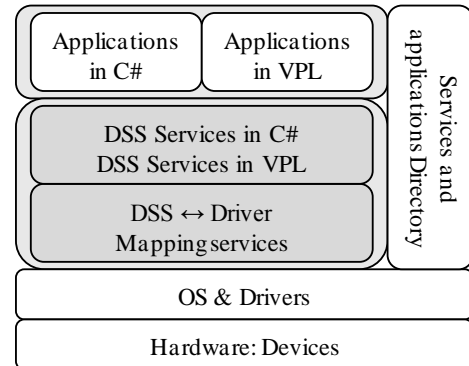 Applications
in C#
Applications
in VPL
Services and
applications Directory
DSS Services in C#
DSS Services in VPL
DSS ↔ Driver
Mapping services
OS & Drivers
Hardware: Devices